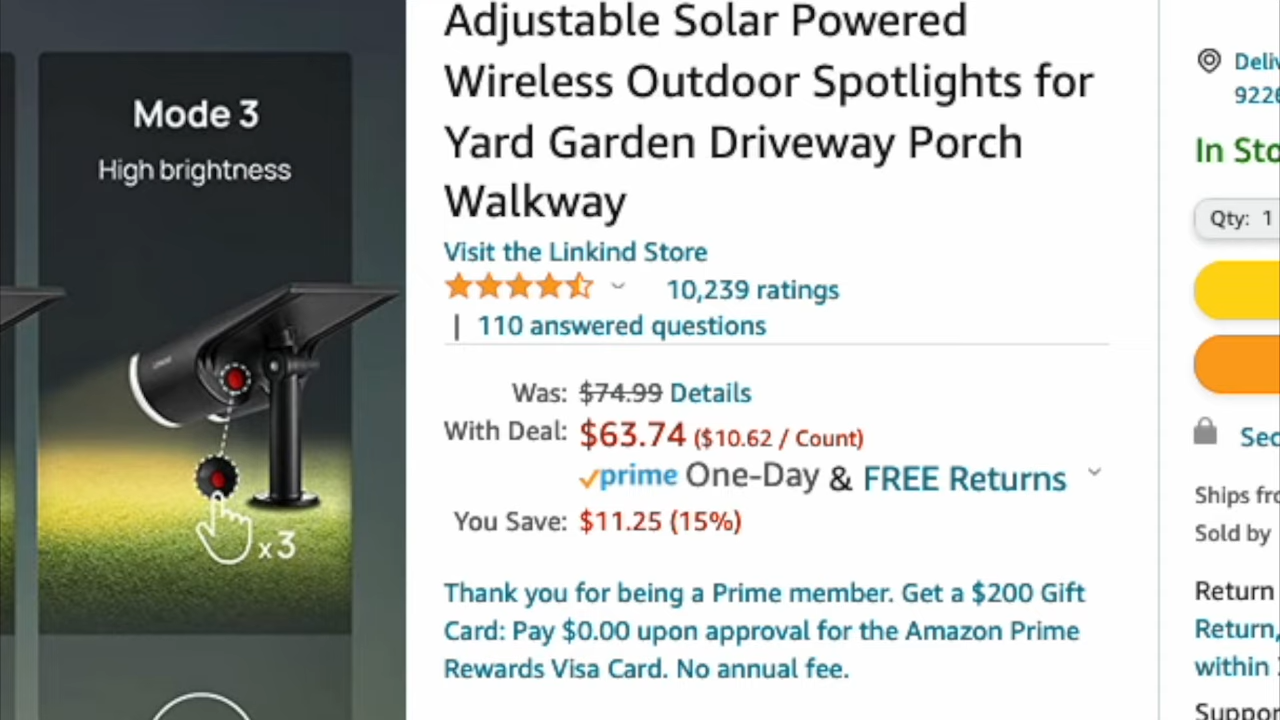 Mode 3
High brightness
x3
Adjustable Solar Powered
Wireless Outdoor Spotlights for
Yard Garden Driveway Porch
Walkway
Visit the Linkind Store
10,239 ratings
| 110 answered questions
Was: $74.99 Details
With Deal: $63.74 ($10.62 / Count)
prime One-Day & FREE Returns
You Save: $11.25 (15%)
Thank you for being a Prime member. Get a $200 Gift
Card: Pay $0.00 upon approval for the Amazon Prime
Rewards Visa Card. No annual fee.
Deliv
9226
In Sto
Qty: 1
Sec
Ships fro
Sold by
Return
Return,
within
Suppor